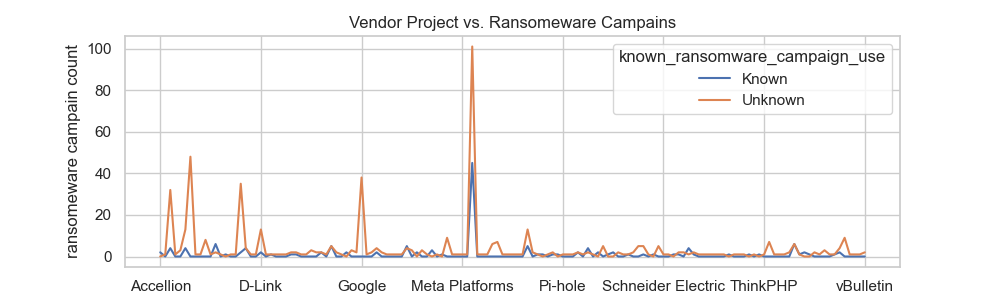 Vendor Project vs. Ransomeware Campains
ransomeware campain count
100
80
60
40
20
0
known_ransomware_campaign_use
Known
Unknown
Accellion D-Link Google Meta Platforms Pi-hole Schneider Electric ThinkPHP vBulletin